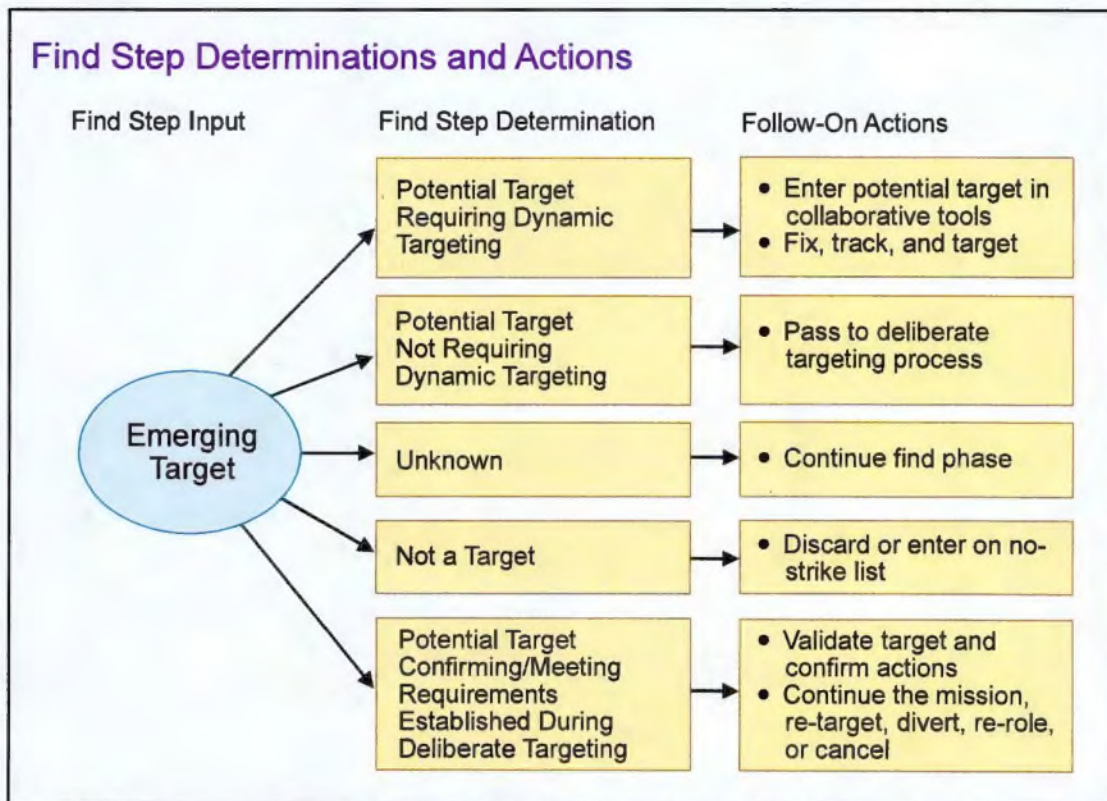 Find Step Determinations and Actions
Find Step Input
Find Step Determination
Follow-On Actions
Emerging
Target
Potential Target
Requiring Dynamic
Targeting
• Enter potential target in
collaborative tools
• Fix, track, and target
Potential Target
Not Requiring
Dynamic Targeting
• Pass to deliberate
targeting process
Unknown
• Continue find phase
Not a Target
• Discard or enter on no-
strike list
Potential Target
Confirming/Meeting
Requirements
Established During
Deliberate Targeting
• Validate target and
confirm actions
• Continue the mission,
re-target, divert, re-role,
or cancel